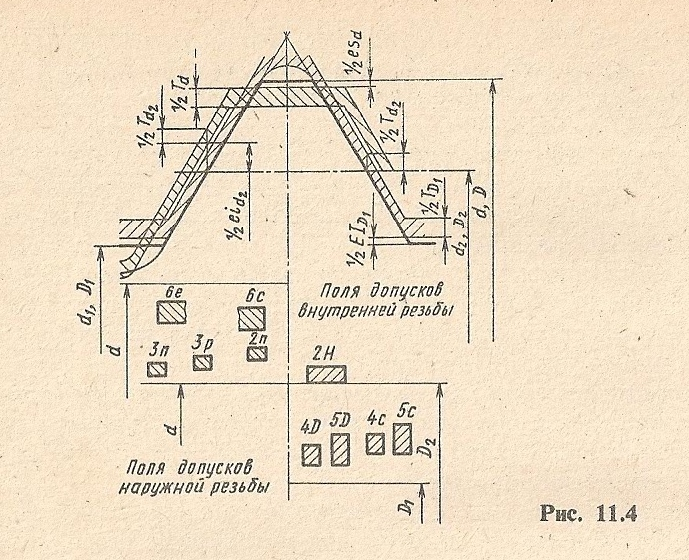 ½ Td₂
½ Td
½ esd
½ Td₂
½ eid₂
½ EID₁
½ TD₁
d₂, D₂
d, D
d₁, D₁
d
6e
6c
3n
3p
2n
Поля допусков
внутренней резьбы
2H
4D
5D
4c
5c
d
D₂
D₁
Поля допусков
наружной резьбы
Рис. 11.4